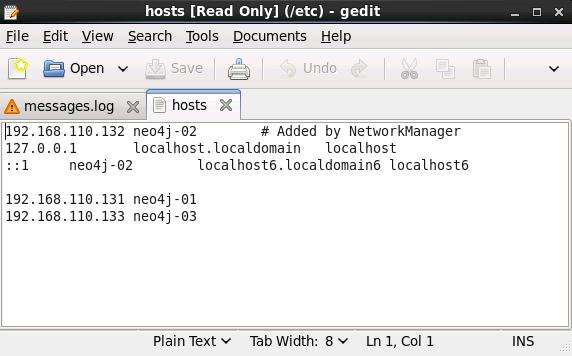 hosts [Read Only] (/etc) - gedit
File Edit View Search Tools Documents Help
Open Save Undo
messages.log hosts
192.168.110.132 neo4j-02 # Added by NetworkManager
127.0.0.1 localhost.localdomain localhost
::1 neo4j-02 localhost6.localdomain6 localhost6
192.168.110.131 neo4j-01
192.168.110.133 neo4j-03
Plain Text Tab Width: 8 Ln 1, Col 1 INS